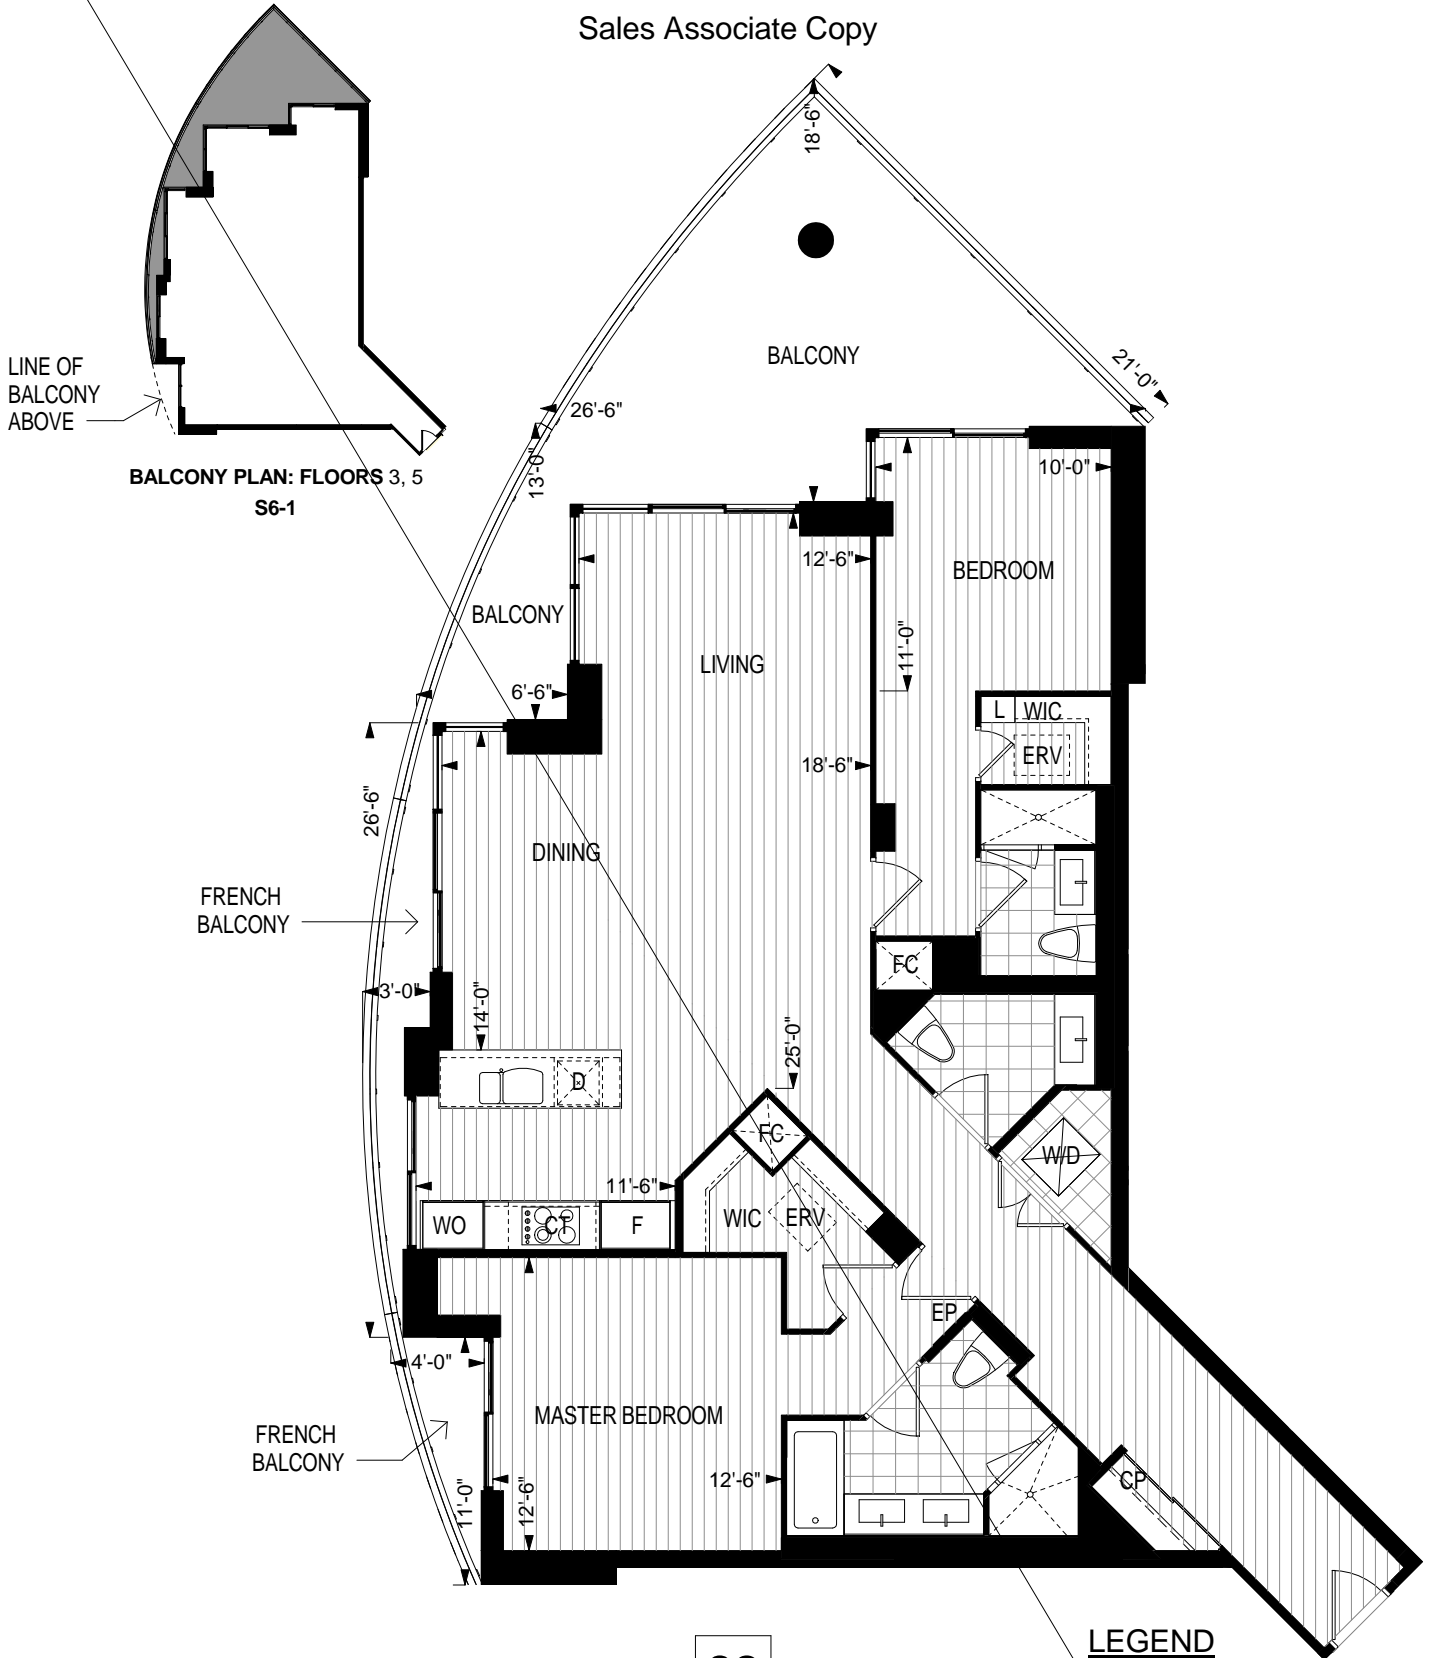 Sales Associate Copy
18'-6"
21'-0"
BALCONY
LINE OF
BALCONY
ABOVE
BALCONY PLAN: FLOORS 3, 5
S6-1
26'-6"
13'-0"
10'-0"
12'-6"
BEDROOM
BALCONY
11'-0"
LIVING
6'-6"
L WIC
ERV
18'-6"
26'-6"
DINING
FRENCH
BALCONY
FC
3'-0"
14'-0"
25'-0"
D
FC
W/D
11'-6"
WO CT F
WIC ERV
EP
4'-0"
MASTER BEDROOM
FRENCH
BALCONY
12'-6"
CP
11'-0"
12'-6"
LEGEND